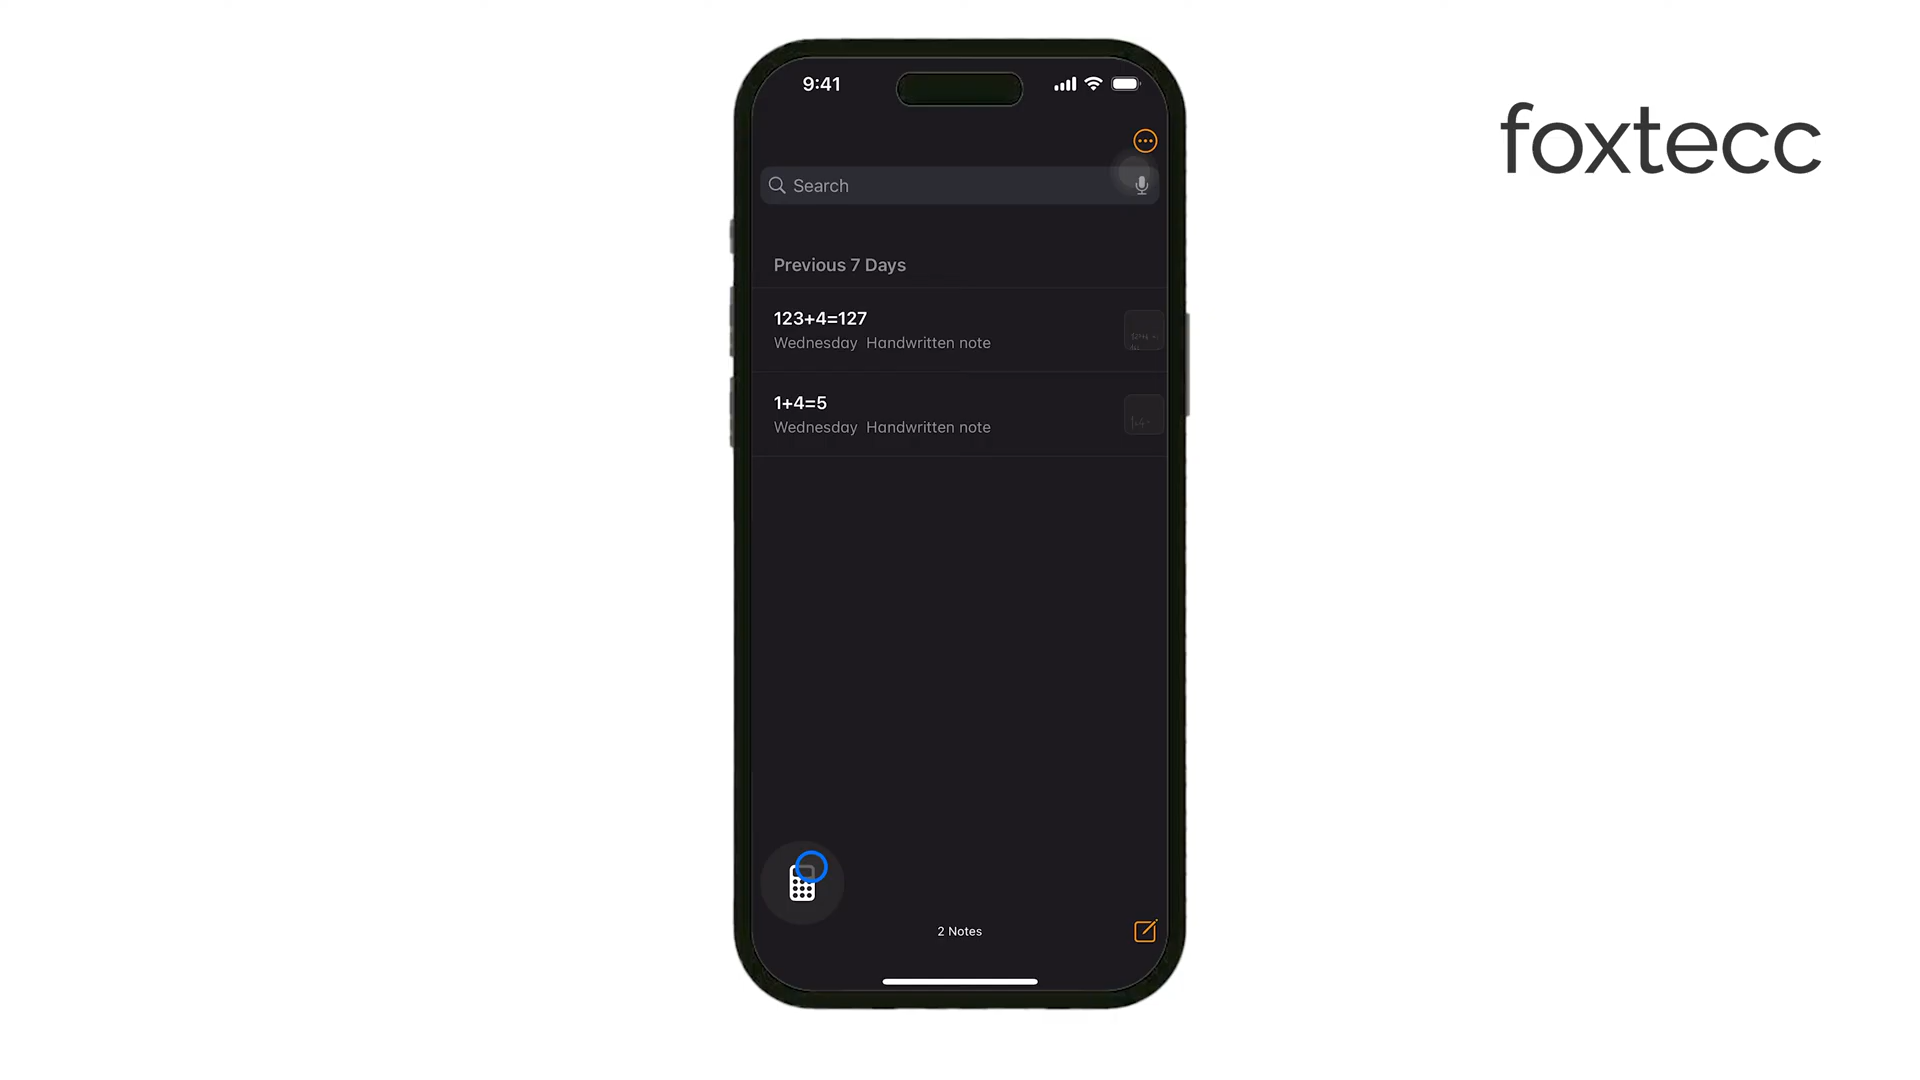 9:41
foxtecc
Search
Previous 7 Days
123+4=127
Wednesday Handwritten note
1+4=5
Wednesday Handwritten note
2 Notes